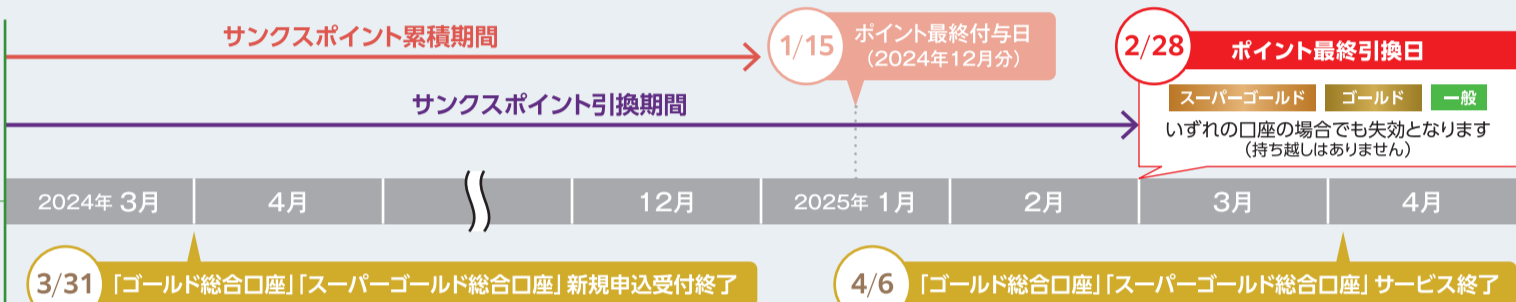 サンクスポイント累積期間
1/15
ポイント最終付与日
（2024年12月分）
2/28
ポイント最終引換日
スーパーゴールド ゴールド 一般
いずれの口座の場合でも失効となります
（持ち越しはありません）
サンクスポイント引換期間
2024年 3月 4月 12月 2025年 1月 2月 3月 4月
3/31 「ゴールド総合口座」「スーパーゴールド総合口座」新規申込受付終了
4/6 「ゴールド総合口座」「スーパーゴールド総合口座」サービス終了